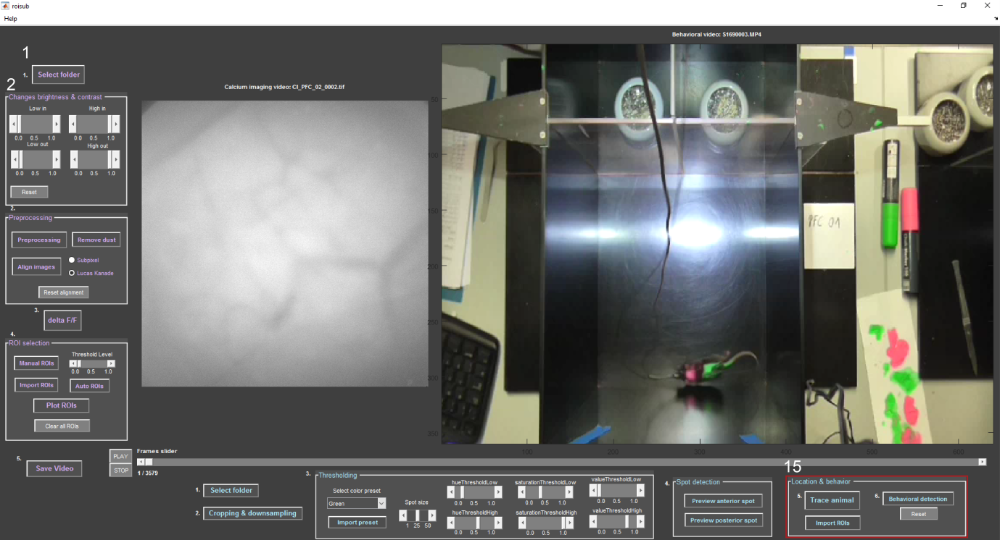 roisub
Help
Behavioral video: S1690003.MP4
1
1. Select folder
2
Changes brightness & contrast
Low in High in
0.0 0.5 1.0 0.0 0.5 1.0
Low out High out
0.0 0.5 1.0 0.0 0.5 1.0
Reset
2.
Preprocessing
Preprocessing Remove dust
Align images Subpixel
Lucas Kanade
Reset alignment
3. delta F/F
4.
ROI selection
Manual ROIs Threshold Level
0.0 0.5 1.0
Import ROIs Auto ROIs
Plot ROIs
Clear all ROIs
5. Save Video
Calcium imaging video: CI_PFC_02_0002.tif
50
100
150
200
250
300
350
100 200 300 400 500 600
PFC 01
PLAY
STOP
Frames slider
1 / 3579
1. Select folder
2. Cropping & downsampling
3. Thresholding
Select color preset
Green
Import preset
Spot size
1 25 50
hueThresholdLow saturationThresholdLow valueThresholdLow
0.0 0.5 1.0 0.0 0.5 1.0 0.0 0.5 1.0
hueThresholdHigh saturationThresholdHigh valueThresholdHigh
0.0 0.5 1.0 0.0 0.5 1.0 0.0 0.5 1.0
4. Spot detection
Preview anterior spot
Preview posterior spot
15
Location & behavior
5. Trace animal 6. Behavioral detection
Import ROIs Reset